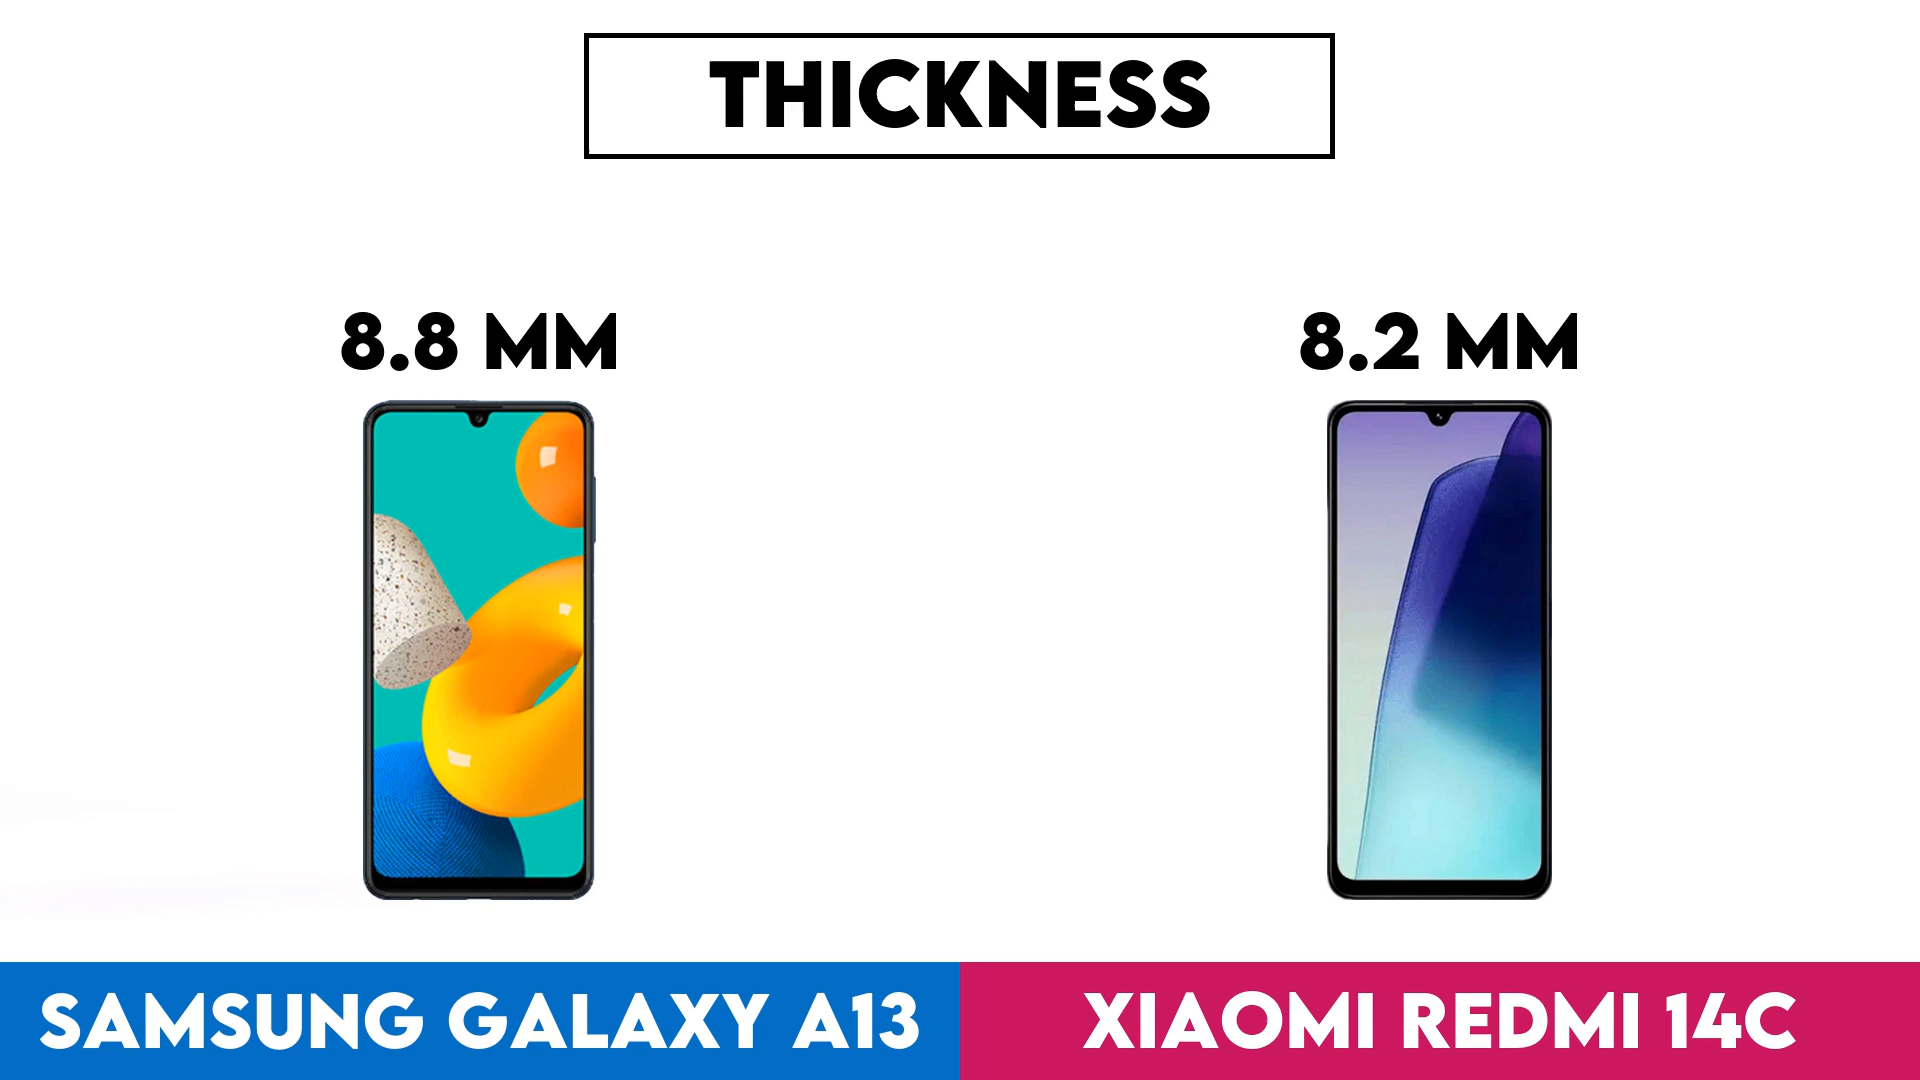 THICKNESS
8.8 MM
8.2 MM
SAMSUNG GALAXY A13
XIAOMI REDMI 14C